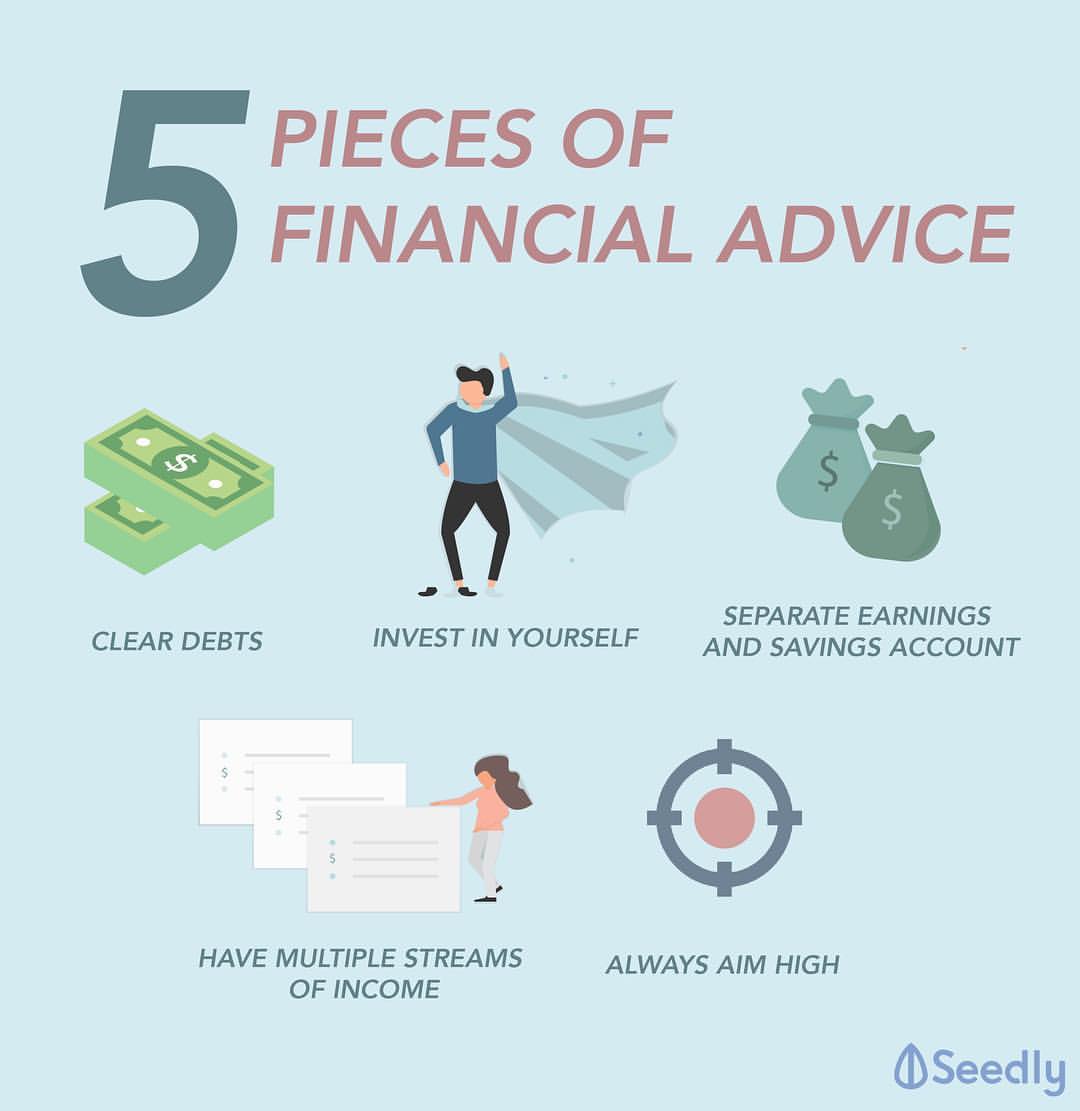 5
PIECES OF
FINANCIAL ADVICE
$
$
$
CLEAR DEBTS
INVEST IN YOURSELF
SEPARATE EARNINGS
AND SAVINGS ACCOUNT
$
$
$
HAVE MULTIPLE STREAMS
OF INCOME
ALWAYS AIM HIGH
Seedly